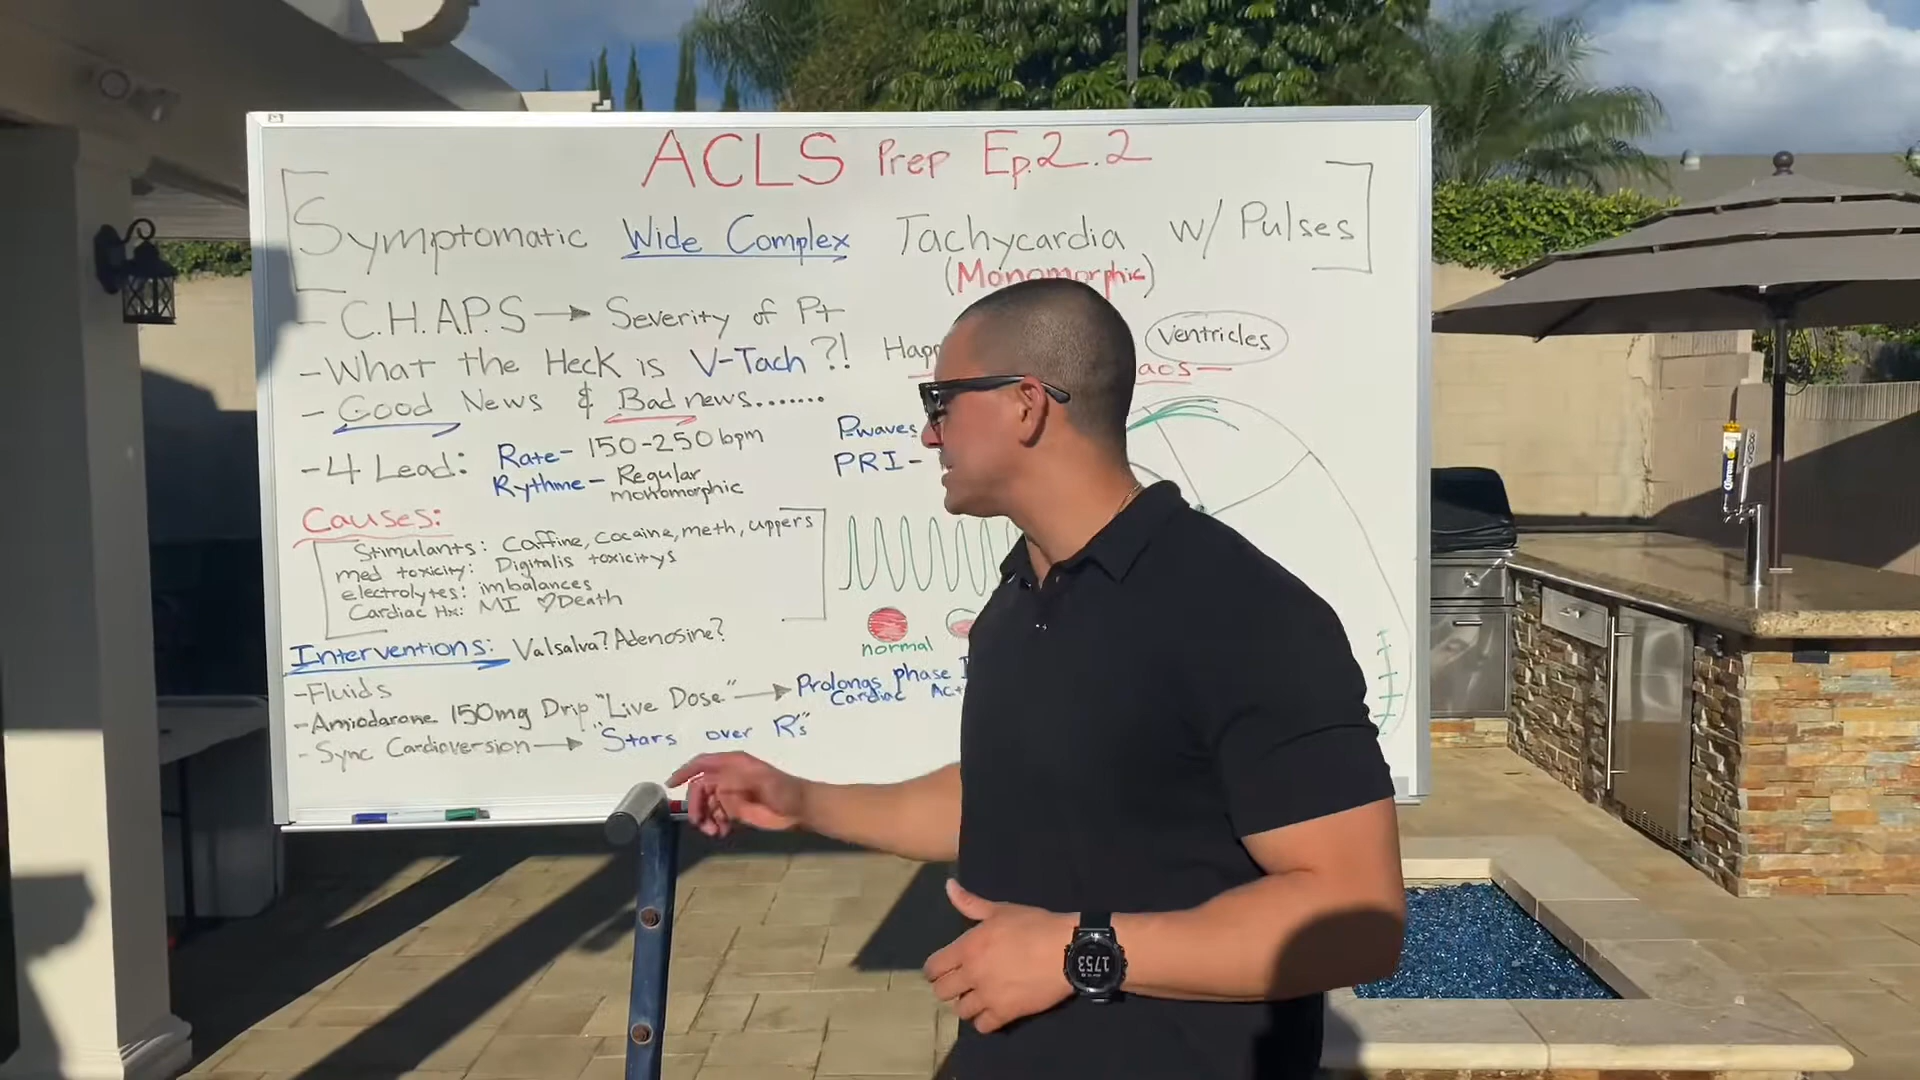 ACLS Prep Ep. 2.2
Symptomatic Wide Complex Tachycardia w/ Pulses
(Monomorphic)
- C.H.A.P.S → Severity of Pt
- What the Heck is V-Tach?!
- Good News & Bad news.......
- 4 Lead: Rate- 150-250 bpm
Rythme- Regular
monomorphic
Causes:
Stimulants: Caffine, Cocaine, meth, uppers
med toxicity: Digitalis toxicitys
electrolytes: imbalances
Cardiac Hx: MI ♡Death
Interventions: Valsalva? Adenosine?
-Fluids
-Amiodarone 150mg Drip "Live Dose" → Prolongs phase
Cardiac
- Sync Cardioversion → "Stars over R's"
Ventricles
P-waves
PRI-
normal
Corona
1753